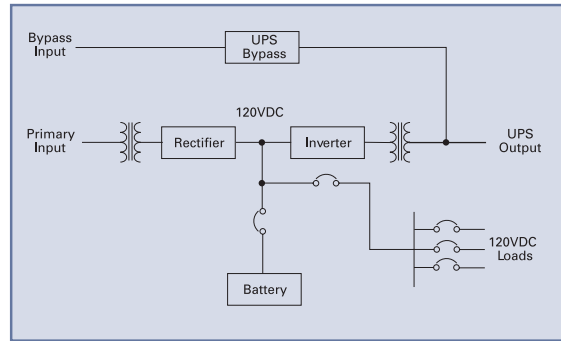 Bypass
Input
UPS
Bypass
120VDC
Primary
Input
Rectifier
Inverter
UPS
Output
120VDC
Loads
Battery